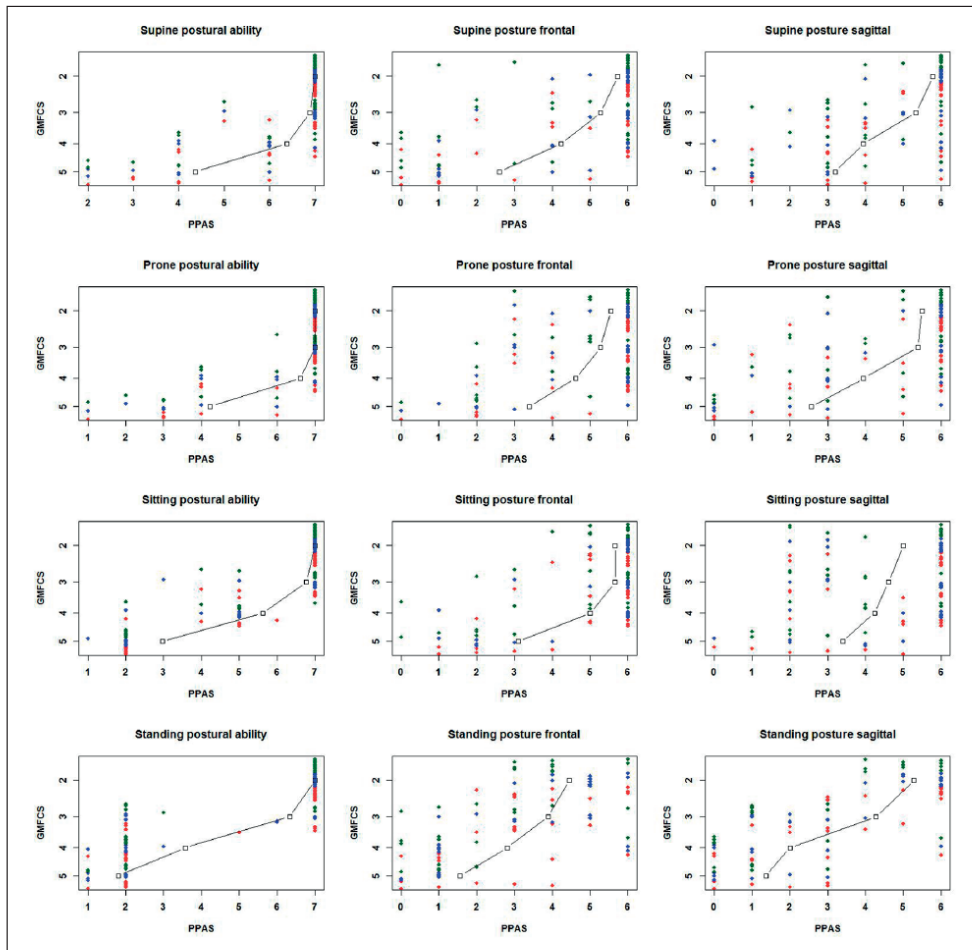 Supine postural ability
GMFCS
2
3
4
5
2 3 4 5 6 7
PPAS
Supine posture frontal
GMFCS
2
3
4
5
0 1 2 3 4 5 6
PPAS
Supine posture sagittal
GMFCS
2
3
4
5
0 1 2 3 4 5 6
PPAS
Prone postural ability
GMFCS
2
3
4
5
1 2 3 4 5 6 7
PPAS
Prone posture frontal
GMFCS
2
3
4
5
0 1 2 3 4 5 6
PPAS
Prone posture sagittal
GMFCS
2
3
4
5
0 1 2 3 4 5 6
PPAS
Sitting postural ability
GMFCS
2
3
4
5
1 2 3 4 5 6 7
PPAS
Sitting posture frontal
GMFCS
2
3
4
5
0 1 2 3 4 5 6
PPAS
Sitting posture sagittal
GMFCS
2
3
4
5
0 1 2 3 4 5 6
PPAS
Standing postural ability
GMFCS
2
3
4
5
1 2 3 4 5 6 7
PPAS
Standing posture frontal
GMFCS
2
3
4
5
0 1 2 3 4 5 6
PPAS
Standing posture sagittal
GMFCS
2
3
4
5
0 1 2 3 4 5 6
PPAS